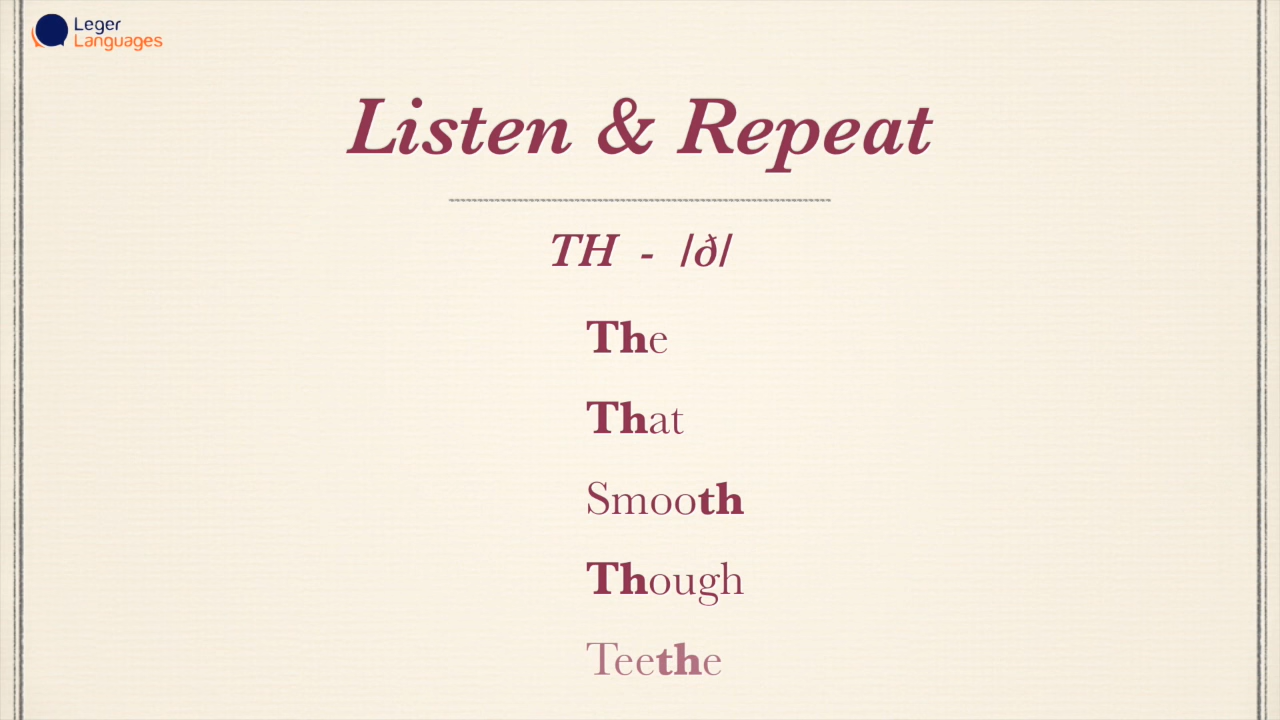 Leger
Languages
Listen & Repeat
TH - /ð/
The
That
Smooth
Though
Teethe